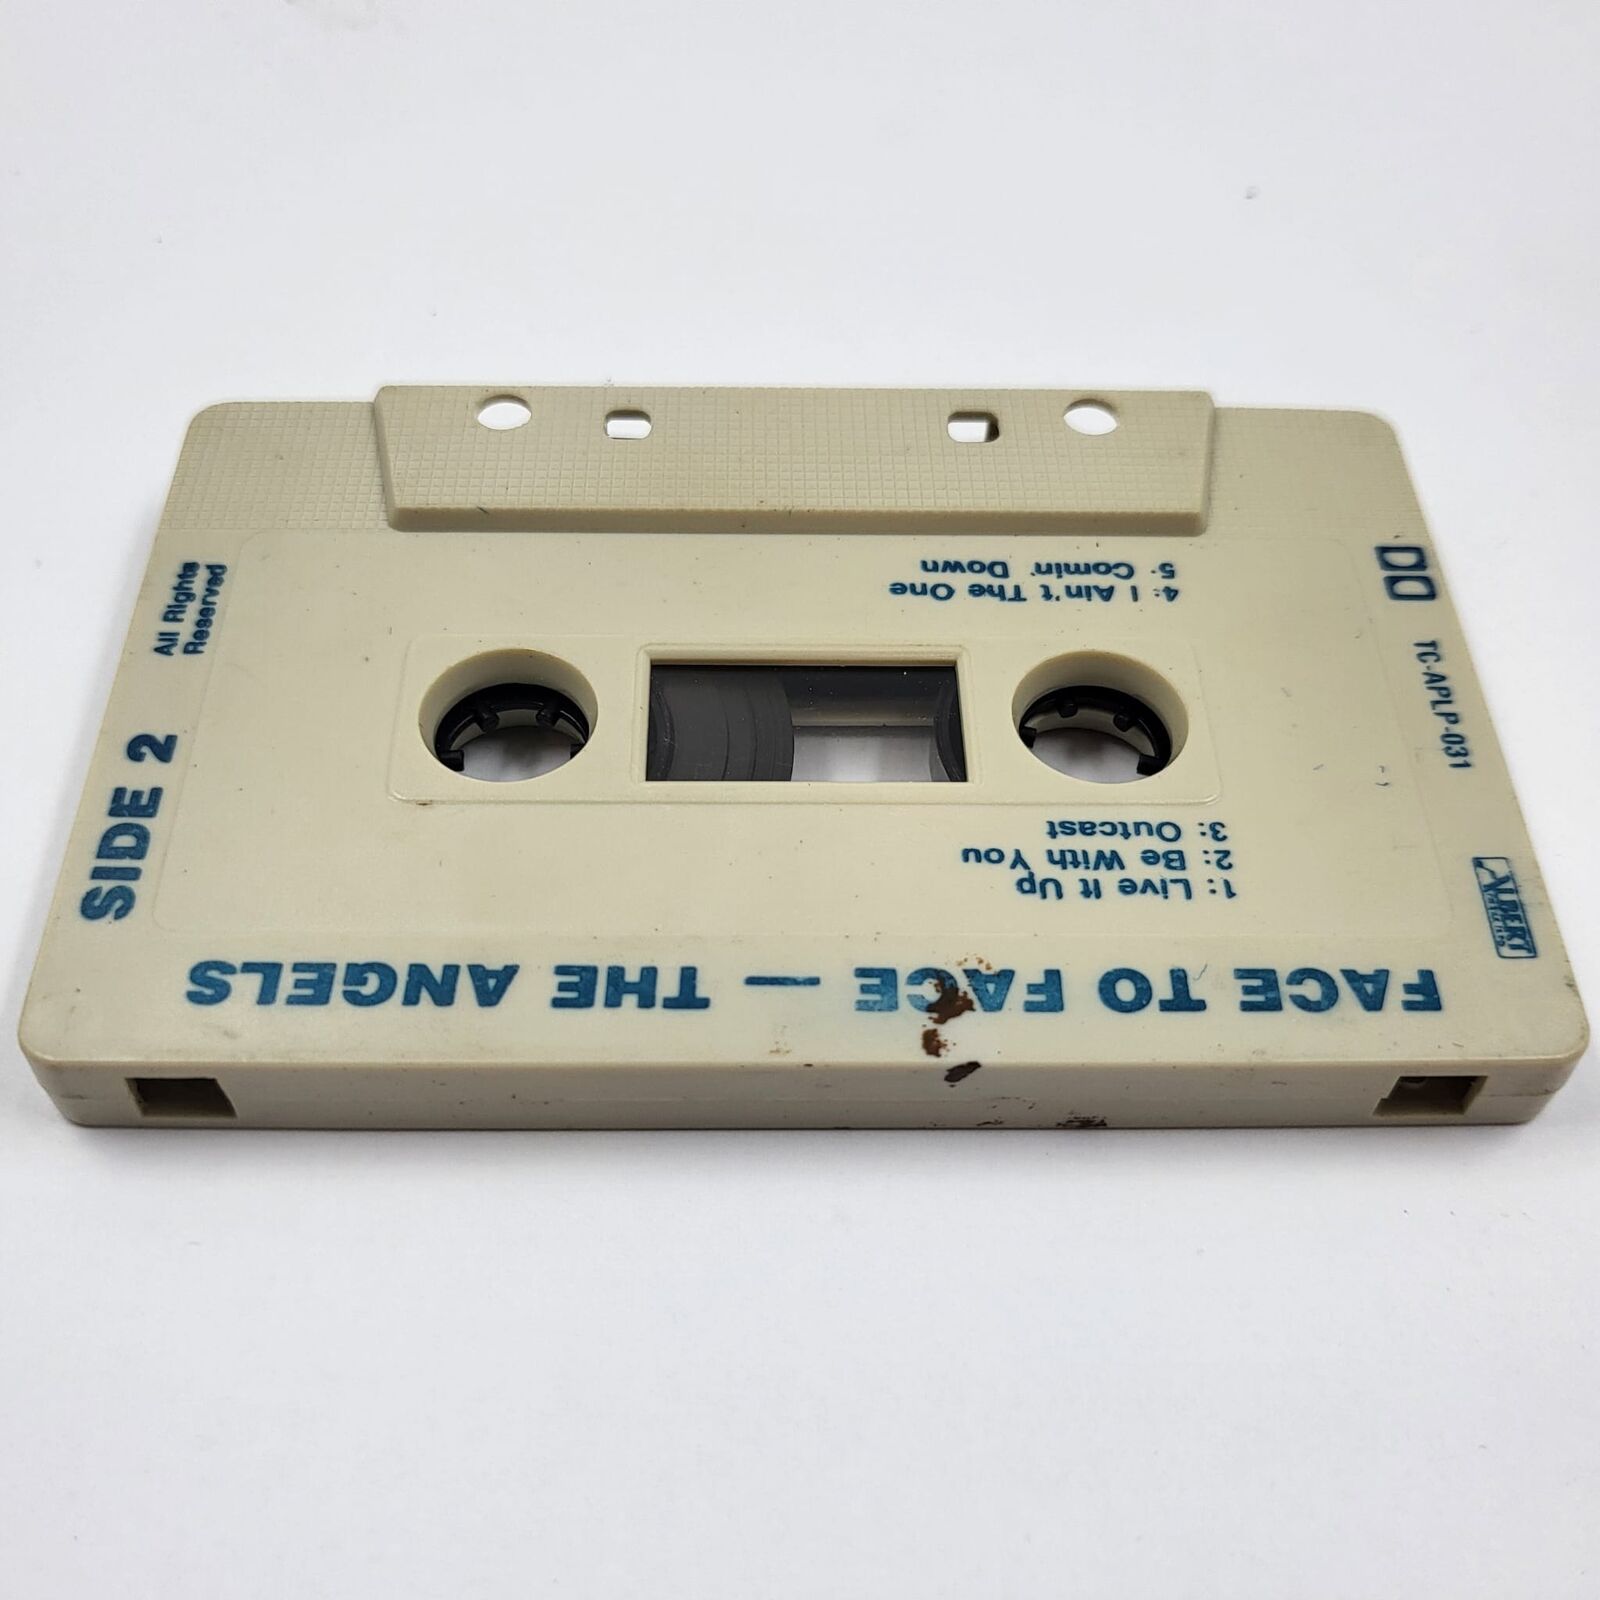 FACE TO FACE — THE ANGELS
ALBERT
1: Live It Up
2: Be With You
3: Outcast
SIDE 2
TC-APLP-031
4: I Ain't The One
5. Comin' Down
All Rights
Reserved